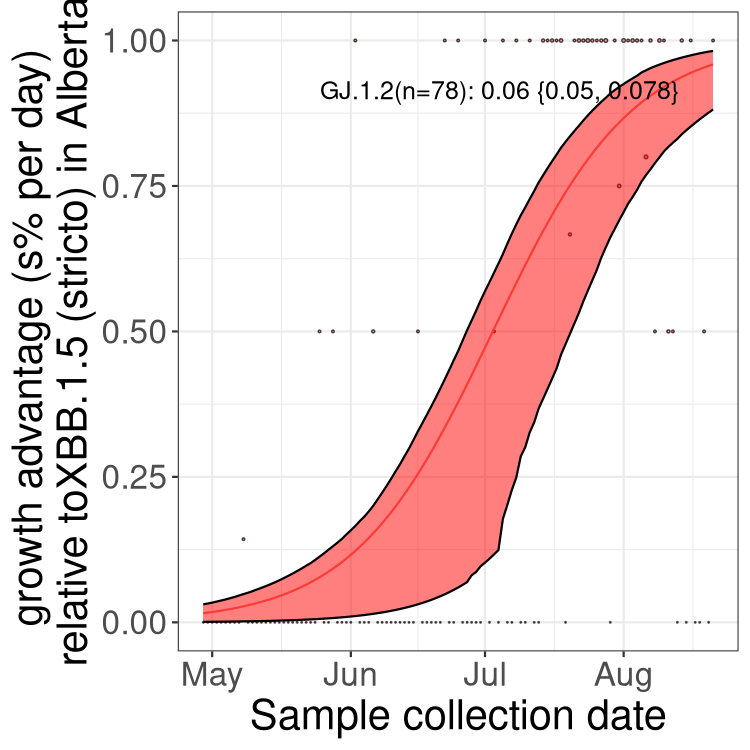 growth advantage (s% per day)
relative toXBB.1.5 (stricto) in Alberta
1.00
0.75
0.50
0.25
0.00
GJ.1.2(n=78): 0.06 {0.05, 0.078}
May Jun Jul Aug
Sample collection date